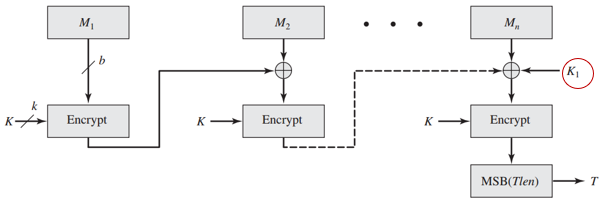 M₁ M₂ • • • Mₙ
b
K₁
k
K Encrypt K Encrypt K Encrypt
MSB(Tlen) T